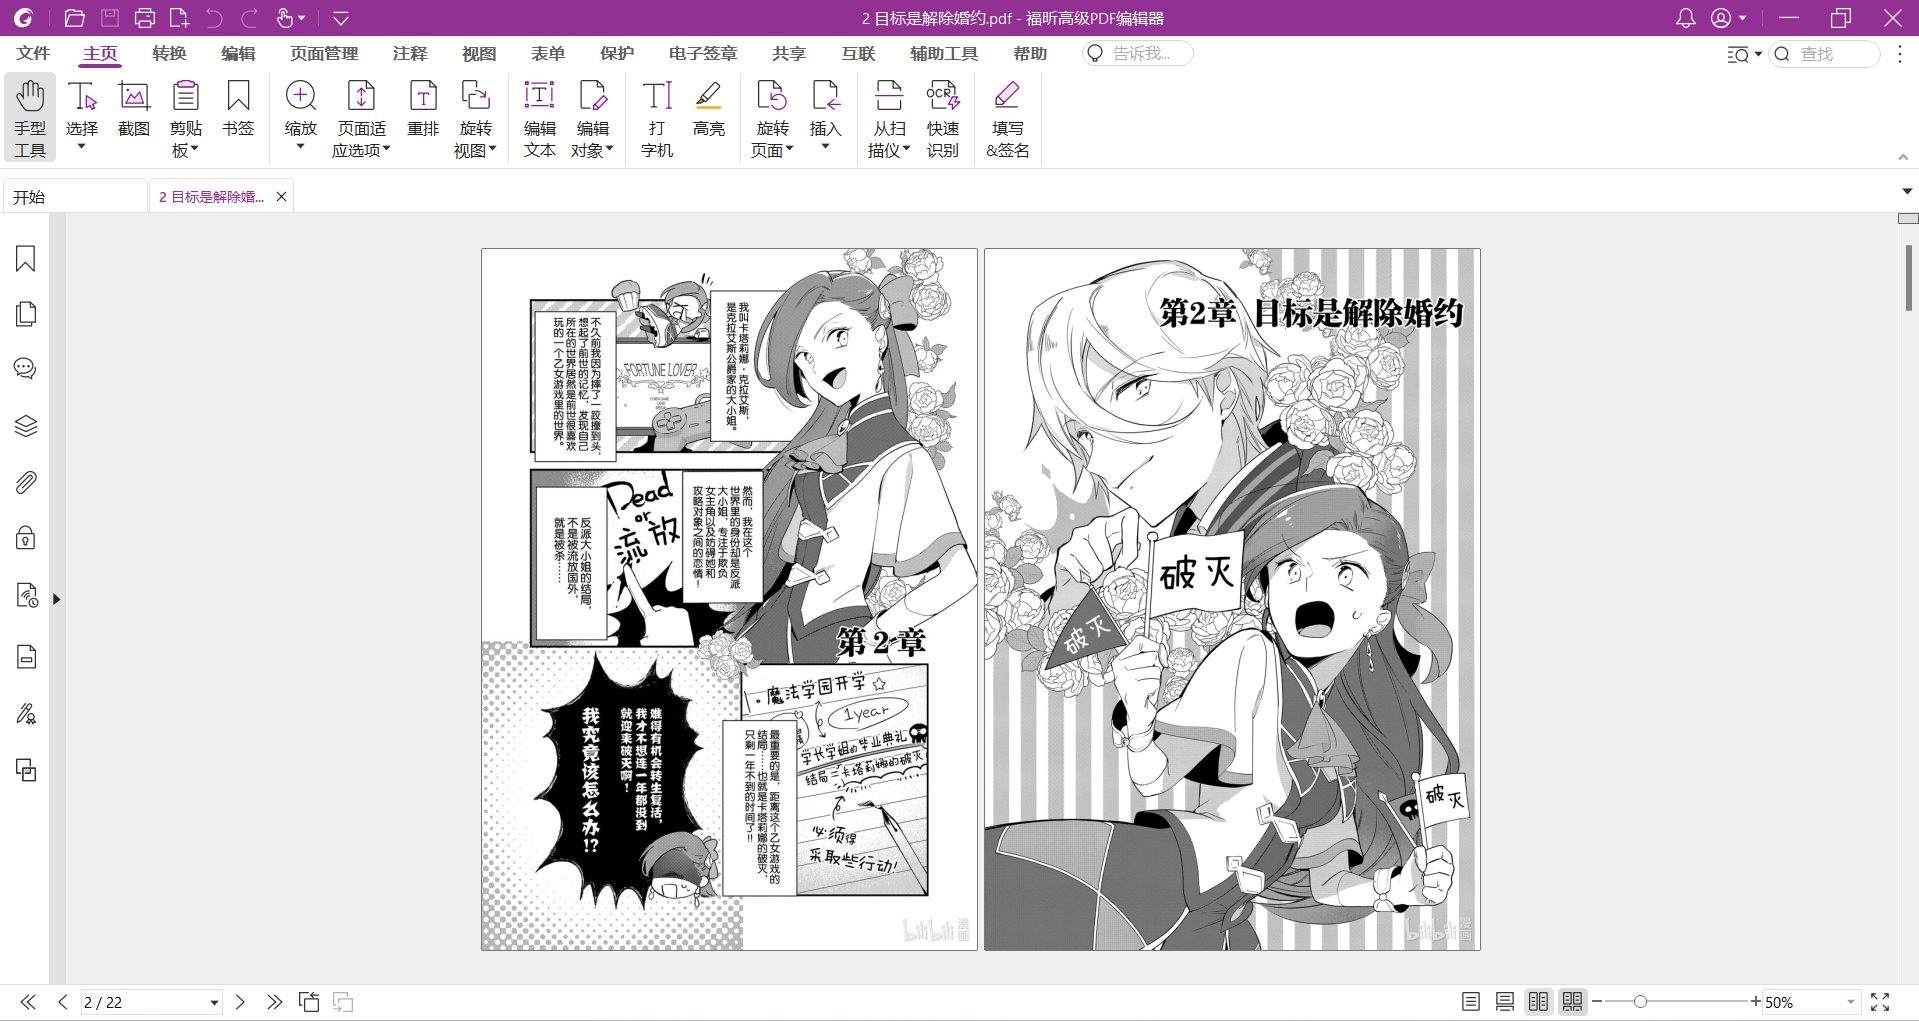 2 目标是解除婚约.pdf - 福昕高级PDF编辑器
文件 主页 转换 编辑 页面管理 注释 视图 表单 保护 电子签章 共享 互联 辅助工具 帮助 告诉我... 查找
手型工具 选择 截图 剪贴板 书签 缩放 页面适应选项 重排 旋转视图 编辑文本 编辑对象 打字机 高亮 旋转页面 插入 从扫描仪 快速识别 填写&签名
开始
2 目标是解除婚...
我叫卡塔莉娜·克拉艾斯，
是克拉艾斯公爵家的大小姐。
不久前我因为摔了一跤撞到头，
想起了前世的记忆，发现自己
所在的世界居然是前世很喜欢
玩的一个乙女游戏里的世界。
FORTUNE LOVER
然而，我在这个
世界里的身份却是反派
大小姐，专注于欺负
女主角以及妨碍她和
攻略对象之间的恋情！
Dead
or
流放
反派大小姐的结局，
不是被流放国外，
就是被杀……
第2章
1。魔法学园开学☆
1year
学长学姐的毕业典礼
结局=卡塔莉娜的破灭
必须得
采取些行动!
最重要的是，距离这个乙女游戏的
结局……也就是卡塔莉娜的破灭，
只剩一年不到的时间了!!
难得有机会转生复活，
我才不想连一年都没到
就迎来破灭啊！
我究竟该怎么办!?
bilibili 漫画
第2章 目标是解除婚约
破灭
破灭
破灭
bilibili 漫画
2 / 22
50%